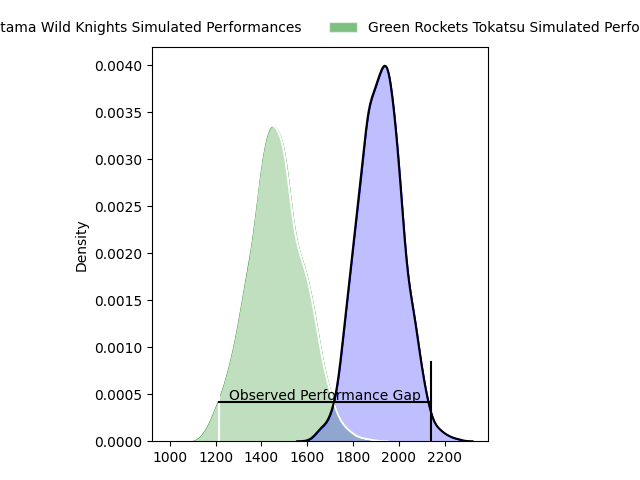 tama Wild Knights Simulated Performances
Green Rockets Tokatsu Simulated Perfo
0.0040
0.0035
0.0030
0.0025
0.0020
0.0015
0.0010
0.0005
0.0000
Density
Observed Performance Gap
1000 1200 1400 1600 1800 2000 2200